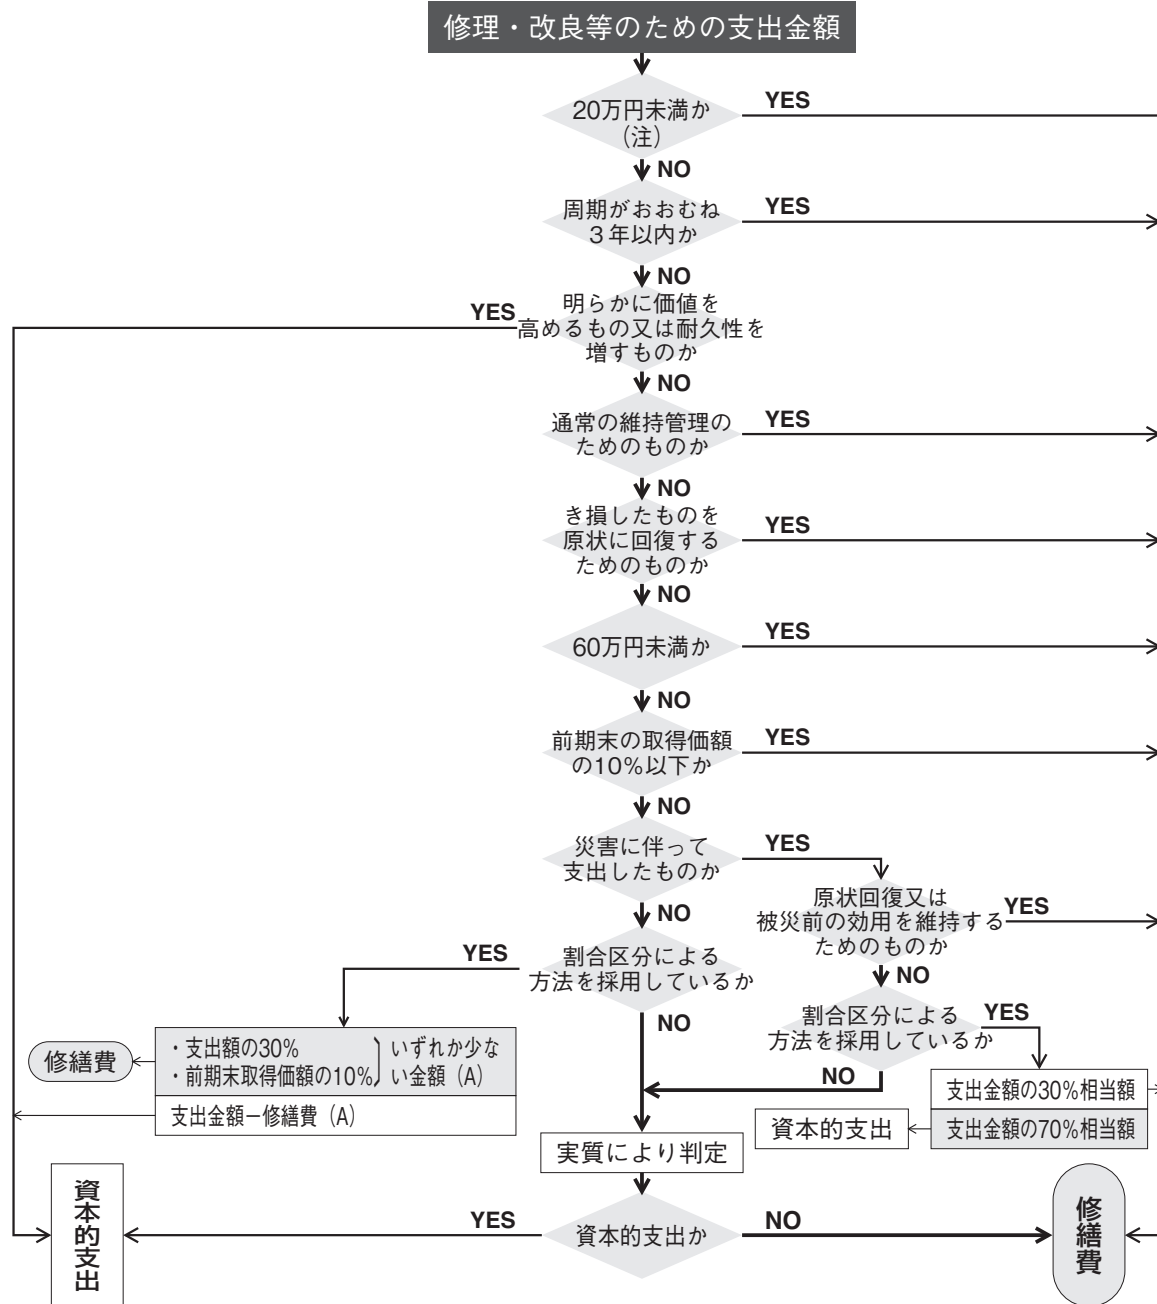 修理・改良等のための支出金額
20万円未満か
(注)
YES
NO
周期がおおむね
3年以内か
YES
NO
明らかに価値を
高めるもの又は耐久性を
増すものか
YES
NO
通常の維持管理の
ためのものか
YES
NO
き損したものを
原状に回復する
ためのものか
YES
NO
60万円未満か
YES
NO
前期末の取得価額
の10%以下か
YES
NO
災害に伴って
支出したものか
YES
NO
原状回復又は
被災前の効用を維持する
ためのものか
YES
NO
割合区分による
方法を採用しているか
YES
NO
割合区分による
方法を採用しているか
YES
NO
修繕費
・支出額の30%
・前期末取得価額の10%
いずれか少な
い金額(A)
支出金額-修繕費(A)
支出金額の30%相当額
資本的支出
支出金額の70%相当額
実質により判定
資本的支出
YES
資本的支出か
NO
修繕費